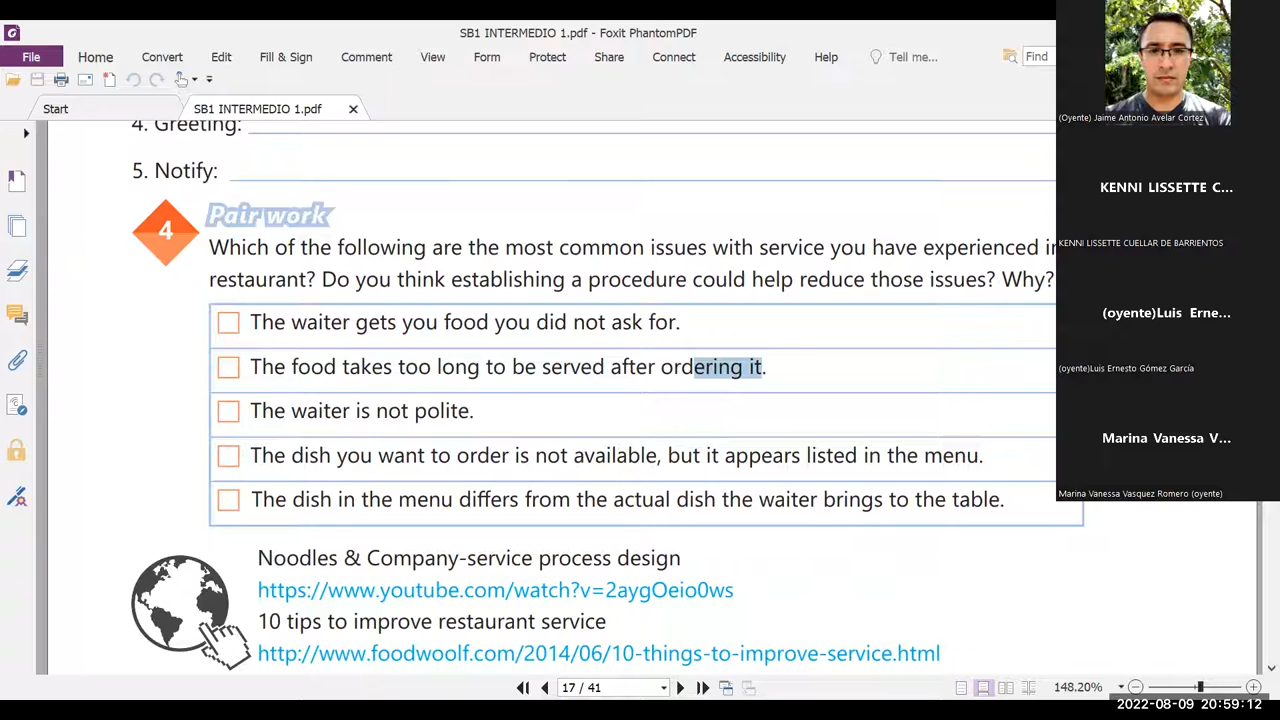 SB1 INTERMEDIO 1.pdf - Foxit PhantomPDF
File Home Convert Edit Fill & Sign Comment View Form Protect Share Connect Accessibility Help Tell me... Find
Start SB1 INTERMEDIO 1.pdf
4. Greeting:
5. Notify:
4 Pair work
Which of the following are the most common issues with service you have experienced in
restaurant? Do you think establishing a procedure could help reduce those issues? Why?
The waiter gets you food you did not ask for.
The food takes too long to be served after ordering it.
The waiter is not polite.
The dish you want to order is not available, but it appears listed in the menu.
The dish in the menu differs from the actual dish the waiter brings to the table.
Noodles & Company-service process design
https://www.youtube.com/watch?v=2aygOeio0ws
10 tips to improve restaurant service
http://www.foodwoolf.com/2014/06/10-things-to-improve-service.html
17 / 41
148.20%
(Oyente) Jaime Antonio Avelar Cortez
KENNI LISSETTE C...
KENNI LISSETTE CUELLAR DE BARRIENTOS
(oyente)Luis Erne...
(oyente)Luis Ernesto Gómez García
Marina Vanessa V...
Marina Vanessa Vasquez Romero (oyente)
2022-08-09 20:59:12